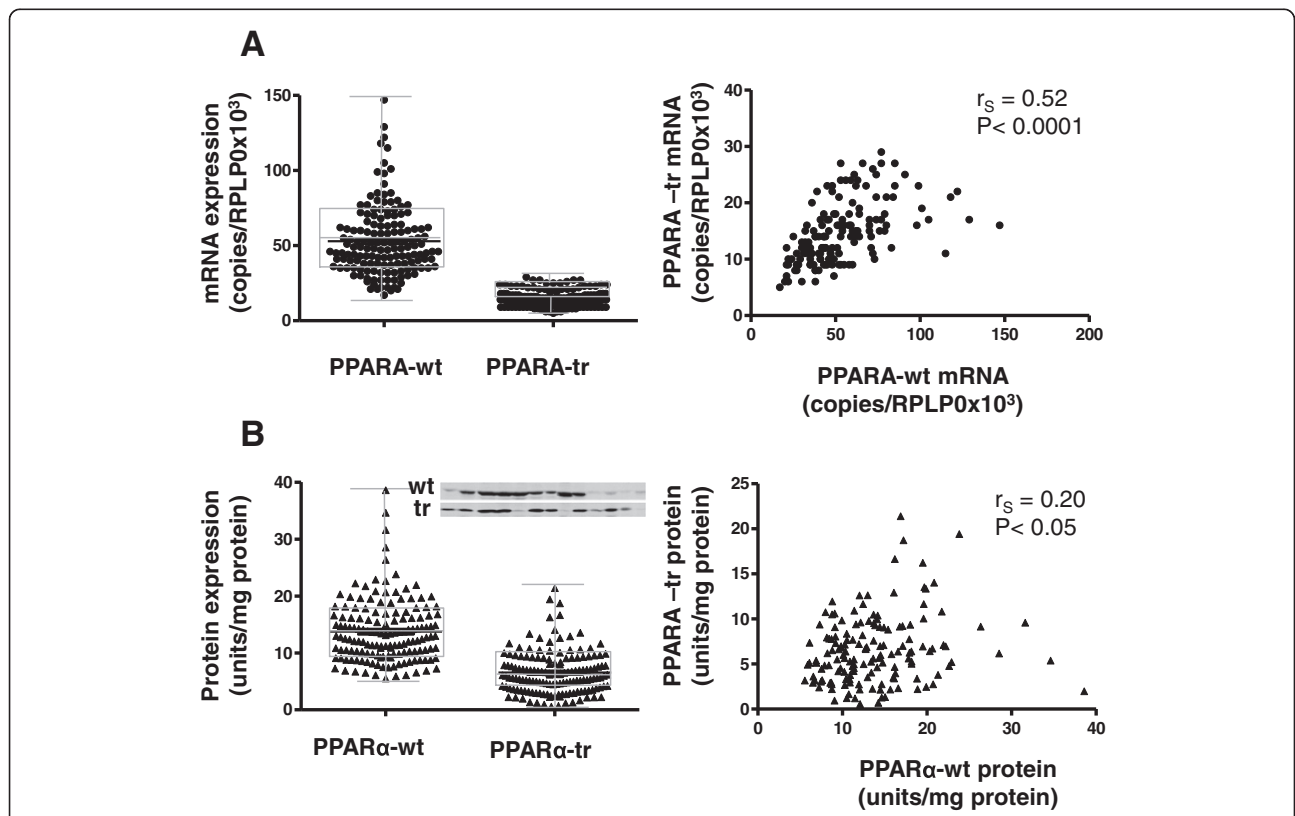 A
mRNA expression
(copies/RPLP0x10³)
150
100
50
0
PPARA-wt
PPARA-tr
PPARA –tr mRNA
(copies/RPLP0x10³)
40
30
20
10
0
0
50
100
150
200
rS = 0.52
P< 0.0001
PPARA-wt mRNA
(copies/RPLP0x10³)
B
Protein expression
(units/mg protein)
40
30
20
10
0
wt
tr
PPARα-wt
PPARα-tr
PPARA –tr protein
(units/mg protein)
25
20
15
10
5
0
0
10
20
30
40
rS = 0.20
P< 0.05
PPARα-wt protein
(units/mg protein)